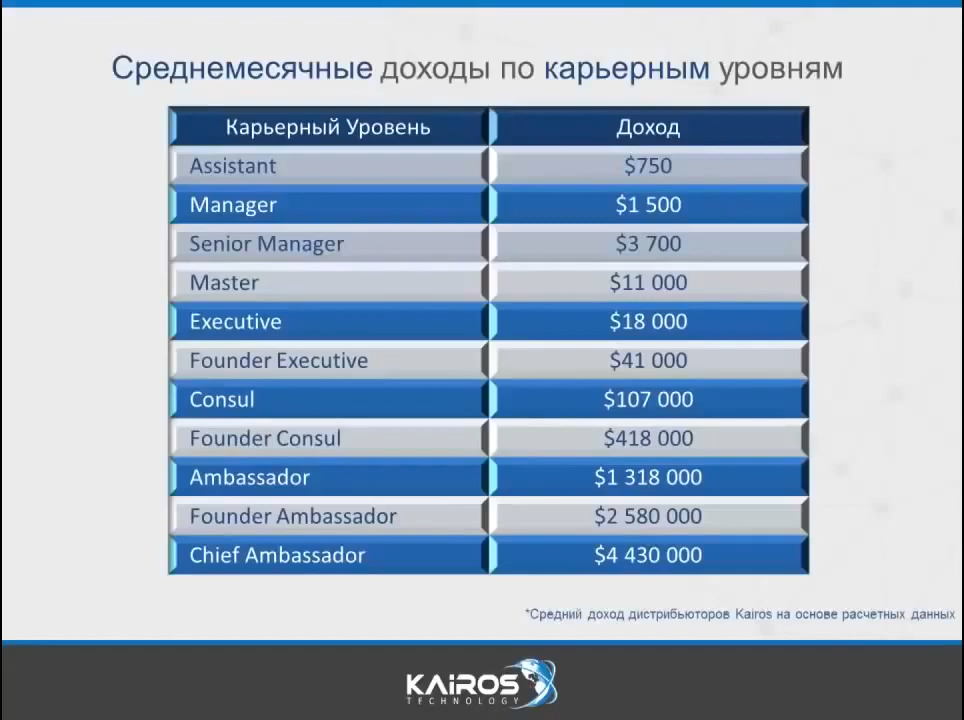 Среднемесячные доходы по карьерным уровням
Карьерный Уровень Доход
Assistant $750
Manager $1 500
Senior Manager $3 700
Master $11 000
Executive $18 000
Founder Executive $41 000
Consul $107 000
Founder Consul $418 000
Ambassador $1 318 000
Founder Ambassador $2 580 000
Chief Ambassador $4 430 000
*Средний доход дистрибьюторов Kairos на основе расчетных данных
KAIROS
TECHNOLOGY